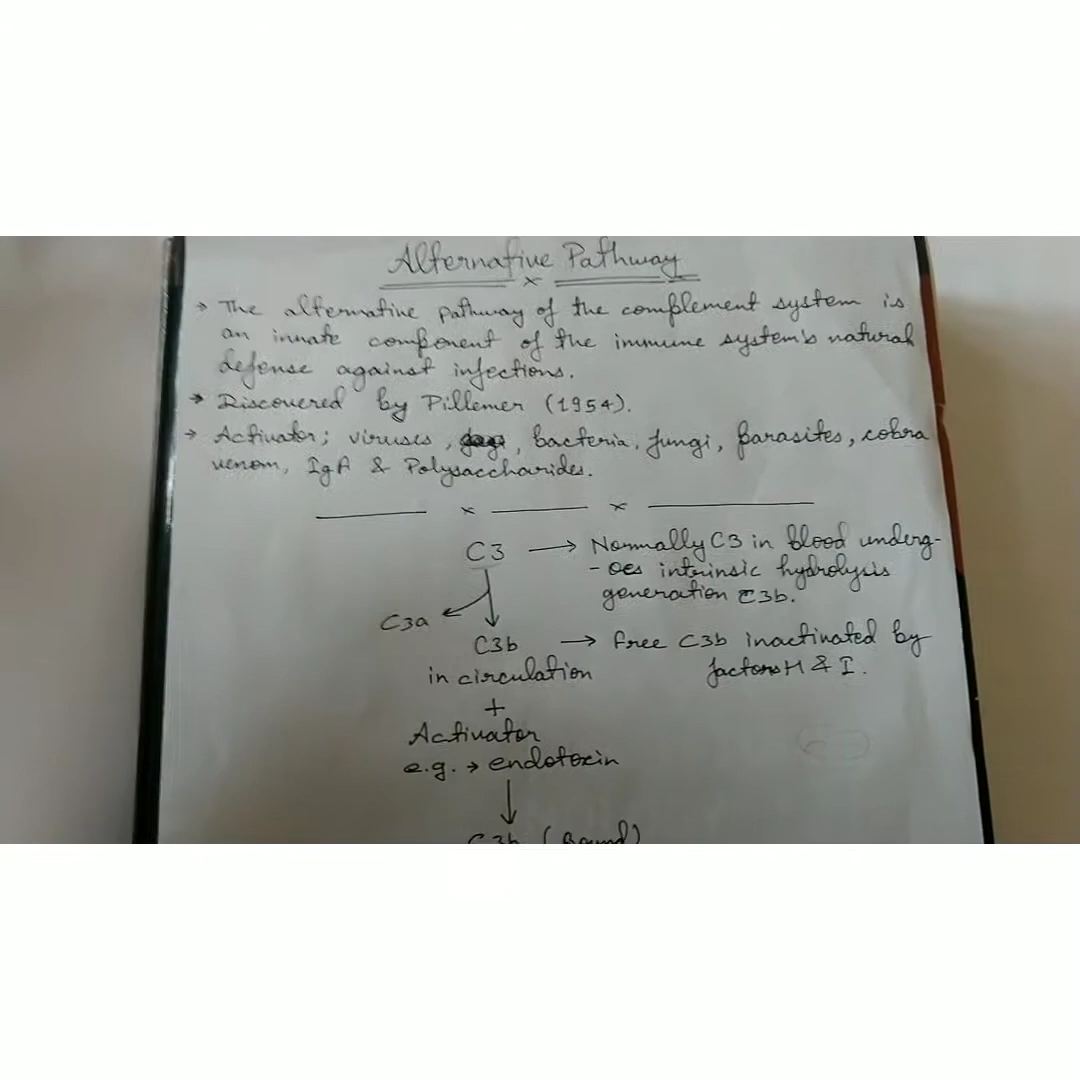 Alternative Pathway
→ The alternative pathway of the complement system is
an innate component of the immune system's natural
defense against infections.
→ Discovered by Pillemer (1954).
→ Activator; viruses, , bacteria, fungi, parasites, cobra
venom, IgA & Polysaccharides.
C3 → Normally C3 in blood underg-
-oes intrinsic hydrolysis
generation C3b.
C3a
C3b → free C3b inactivated by
in circulation factors H & I.
+
Activator
e.g. → endotoxin
C3b (Bound)